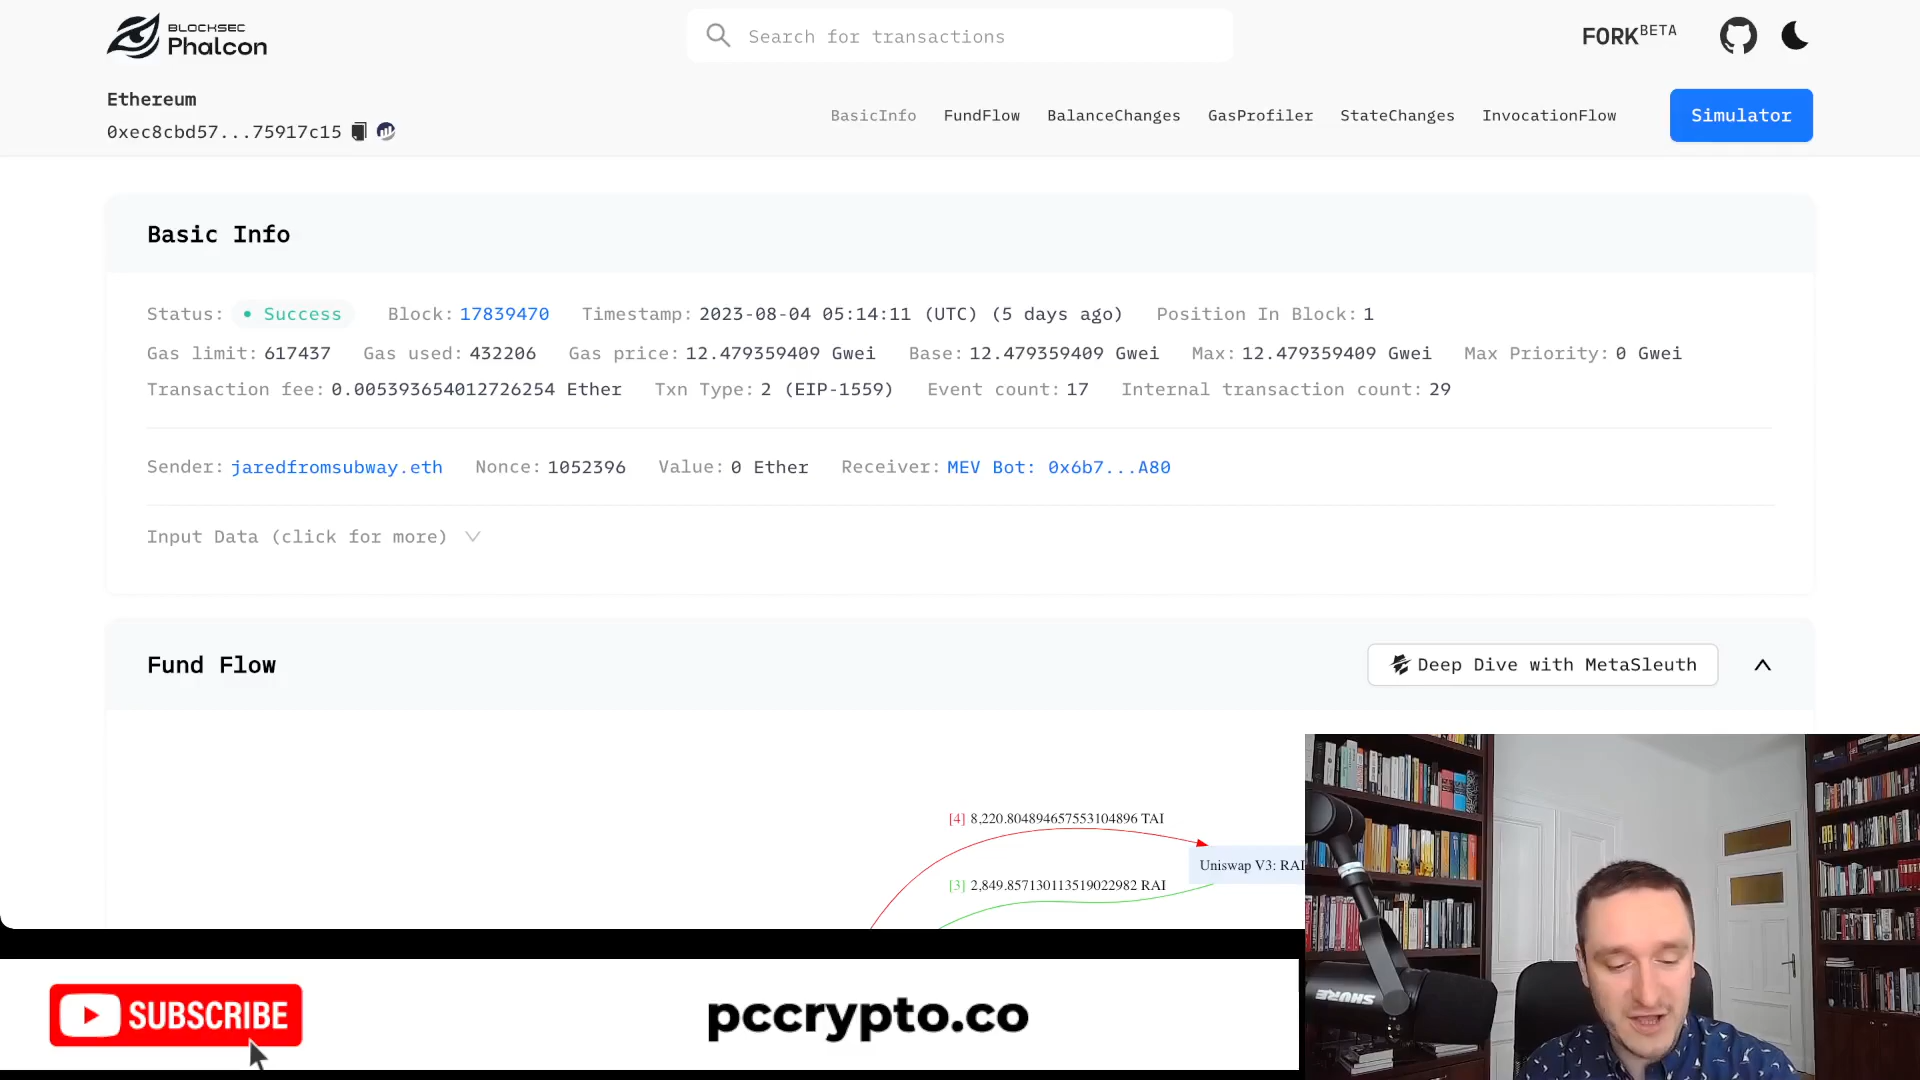 BLOCKSEC
Phalcon
Search for transactions
FORK BETA
Ethereum
0xec8cbd57...75917c15
BasicInfo FundFlow BalanceChanges GasProfiler StateChanges InvocationFlow
Simulator
Basic Info
Status: Success Block: 17839470 Timestamp: 2023-08-04 05:14:11 (UTC) (5 days ago) Position In Block: 1
Gas limit: 617437 Gas used: 432206 Gas price: 12.479359409 Gwei Base: 12.479359409 Gwei Max: 12.479359409 Gwei Max Priority: 0 Gwei
Transaction fee: 0.005393654012726254 Ether Txn Type: 2 (EIP-1559) Event count: 17 Internal transaction count: 29
Sender: jaredfromsubway.eth Nonce: 1052396 Value: 0 Ether Receiver: MEV Bot: 0x6b7...A80
Input Data (click for more)
Fund Flow
Deep Dive with MetaSleuth
[4] 8,220.804894657553104896 TAI
Uniswap V3: RAI
[3] 2,849.857130113519022982 RAI
SUBSCRIBE
pccrypto.co
SHURE